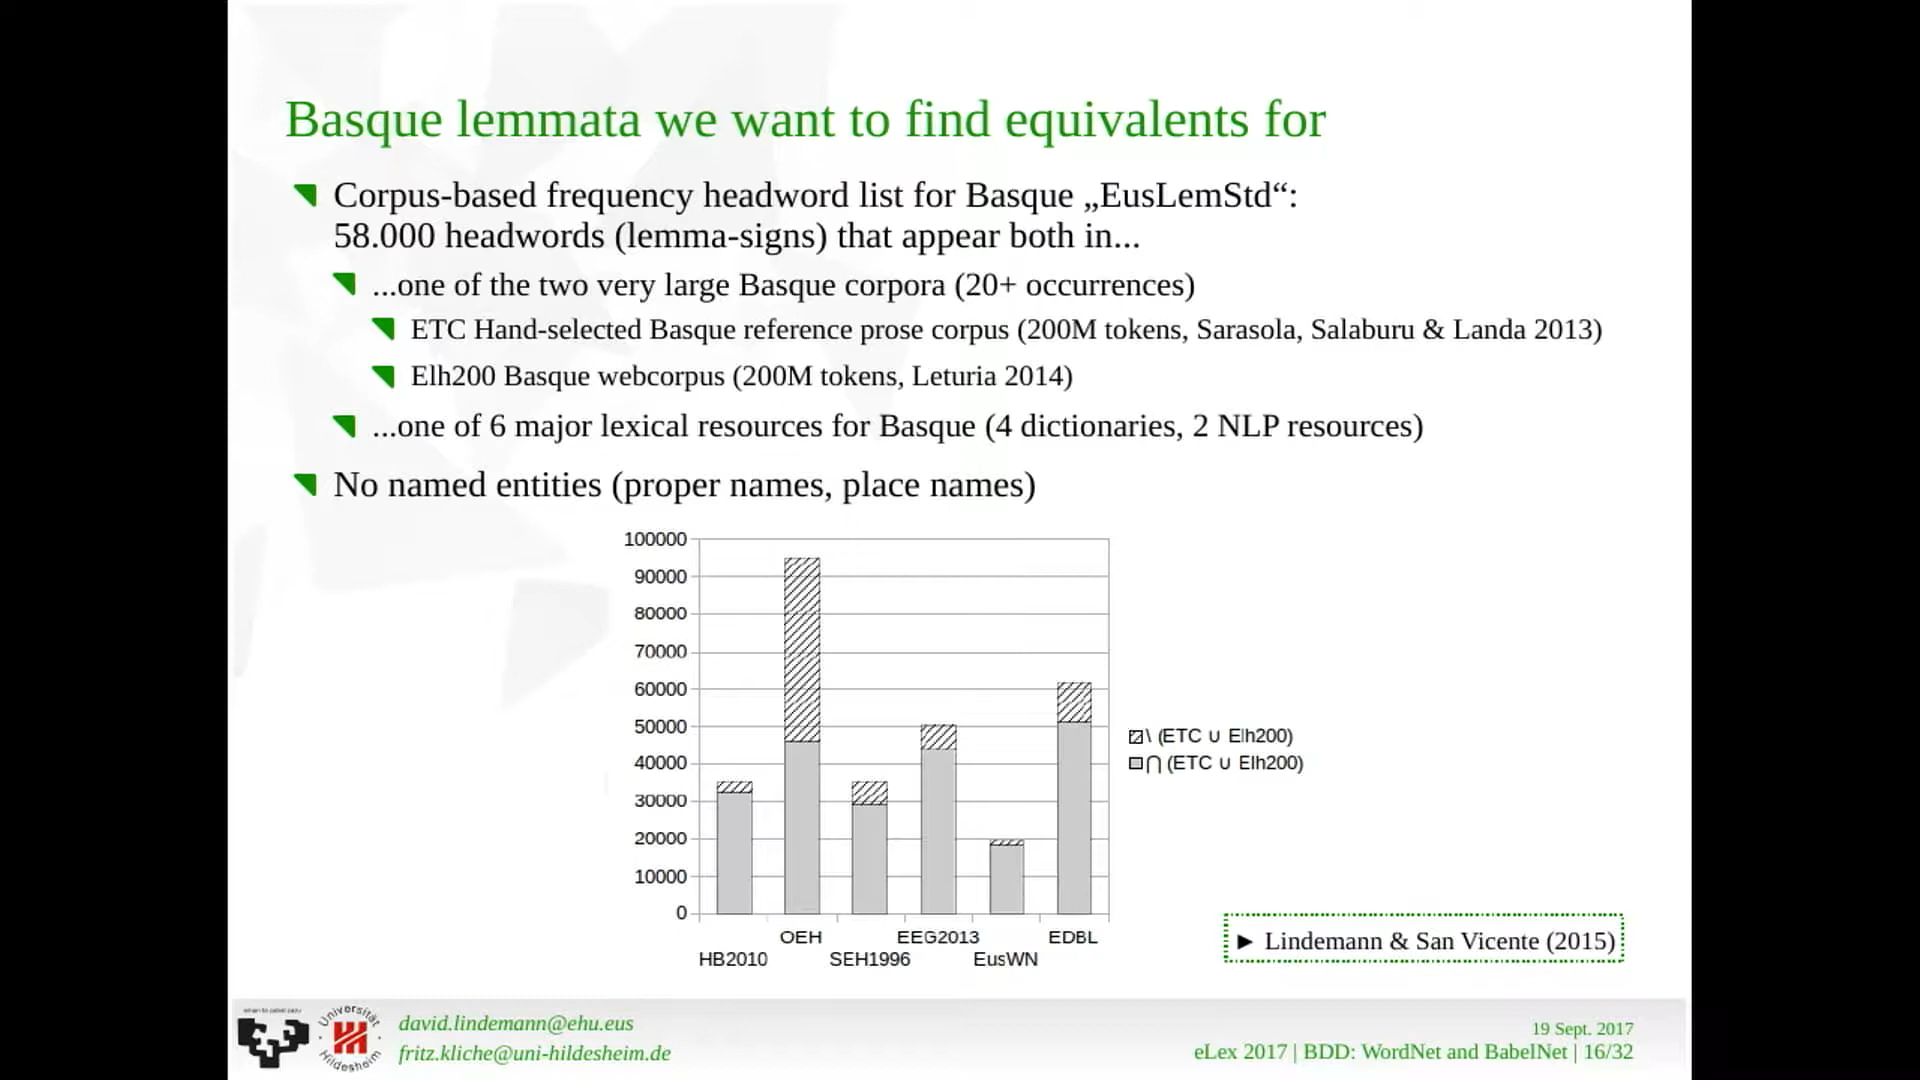 Basque lemmata we want to find equivalents for
Corpus-based frequency headword list for Basque „EusLemStd“:
58.000 headwords (lemma-signs) that appear both in...
...one of the two very large Basque corpora (20+ occurrences)
ETC Hand-selected Basque reference prose corpus (200M tokens, Sarasola, Salaburu & Landa 2013)
Elh200 Basque webcorpus (200M tokens, Leturia 2014)
...one of 6 major lexical resources for Basque (4 dictionaries, 2 NLP resources)
No named entities (proper names, place names)
100000
90000
80000
70000
60000
50000
40000
30000
20000
10000
0
\ (ETC ∪ Elh200)
⋂ (ETC ∪ Elh200)
OEH EEG2013 EDBL
HB2010 SEH1996 EusWN
► Lindemann & San Vicente (2015)
Universität
Hildesheim
david.lindemann@ehu.eus
fritz.kliche@uni-hildesheim.de
19 Sept. 2017
eLex 2017 | BDD: WordNet and BabelNet | 16/32